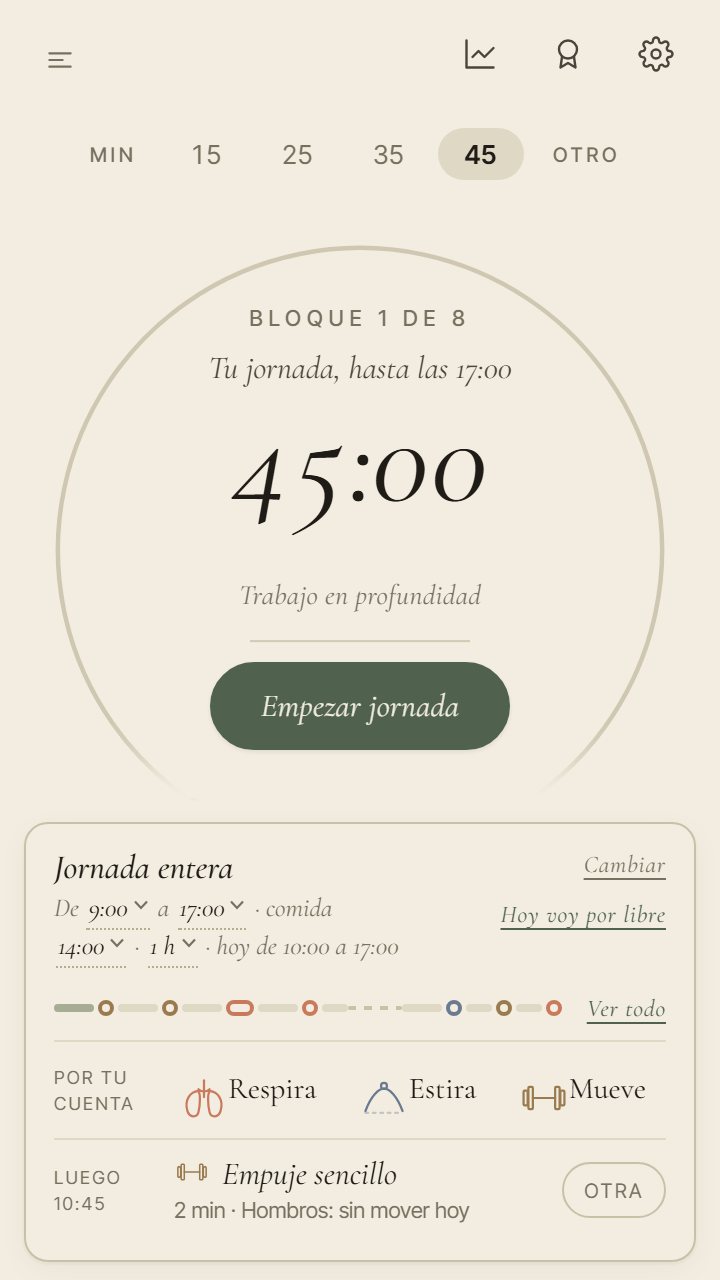 MIN 15 25 35 45 OTRO
BLOQUE 1 DE 8
Tu jornada, hasta las 17:00
45:00
Trabajo en profundidad
Empezar jornada
Jornada entera
Cambiar
De 9:00 a 17:00 · comida
Hoy voy por libre
14:00 · 1 h · hoy de 10:00 a 17:00
Ver todo
POR TU
CUENTA
Respira Estira Mueve
LUEGO
10:45
Empuje sencillo
2 min · Hombros: sin mover hoy
OTRA